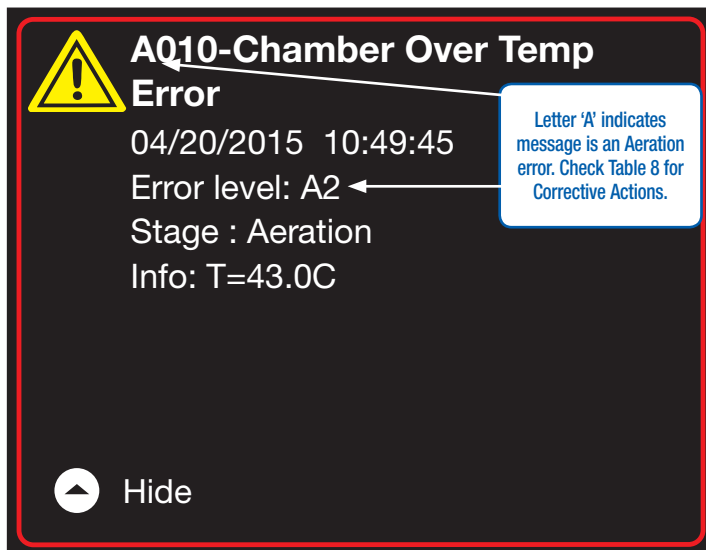 A010-Chamber Over Temp
Error
04/20/2015 10:49:45
Error level: A2
Stage : Aeration
Info: T=43.0C
Letter ‘A’ indicates
message is an Aeration
error. Check Table 8 for
Corrective Actions.
Hide